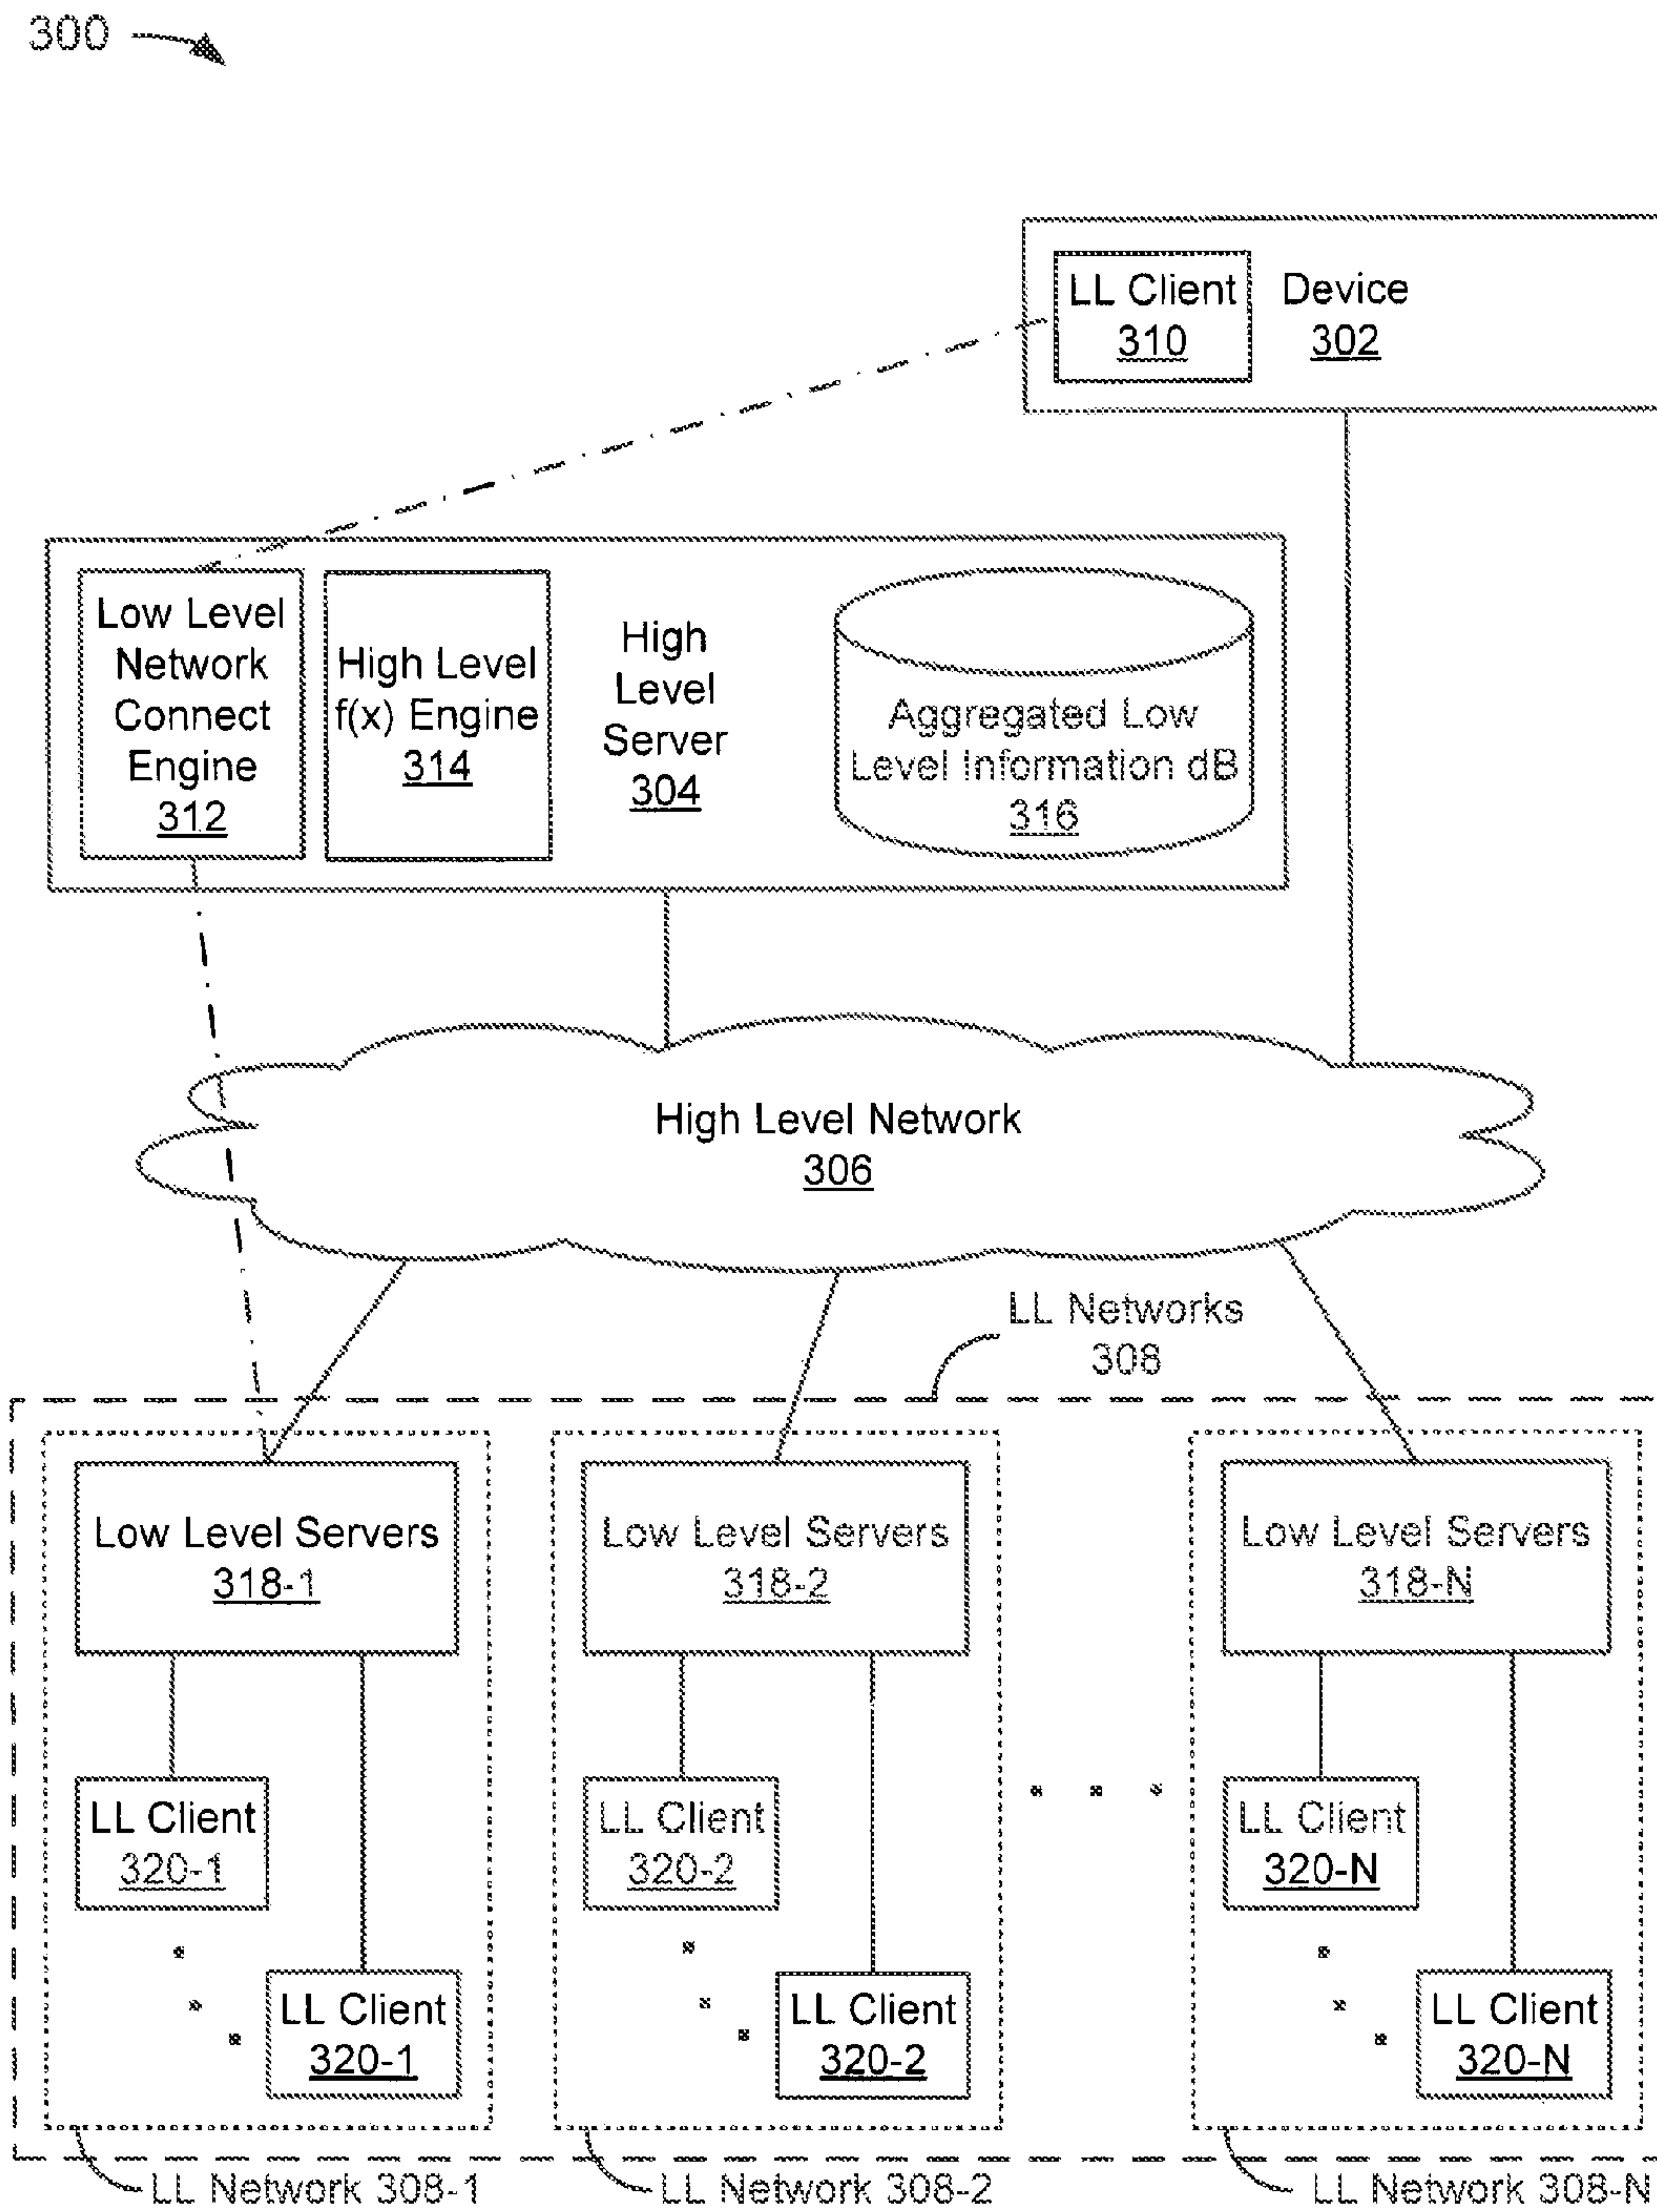 300
LL Client
310
Device
302
Low Level
Network
Connect
Engine
312
High Level
f(x) Engine
314
High
Level
Server
304
Aggregated Low
Level Information dB
316
High Level Network
306
LL Networks
308
Low Level Servers
318-1
Low Level Servers
318-2
Low Level Servers
318-N
LL Client
320-1
LL Client
320-2
LL Client
320-N
LL Client
320-1
LL Client
320-2
LL Client
320-N
LL Network 308-1
LL Network 308-2
LL Network 308-N